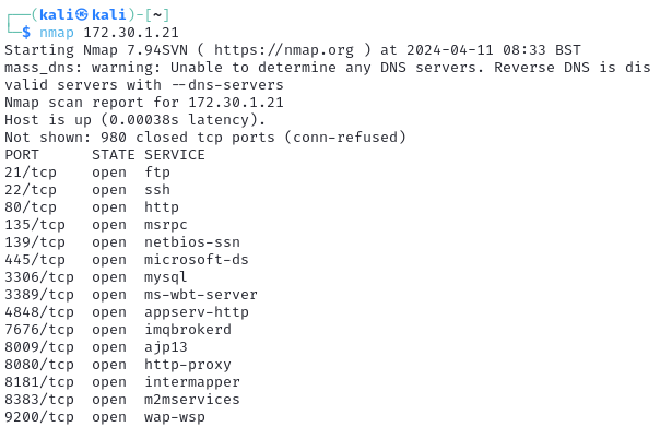 ┌──(kali㉿kali)-[~]
└─$ nmap 172.30.1.21
Starting Nmap 7.94SVN ( https://nmap.org ) at 2024-04-11 08:33 BST
mass_dns: warning: Unable to determine any DNS servers. Reverse DNS is dis
valid servers with --dns-servers
Nmap scan report for 172.30.1.21
Host is up (0.00038s latency).
Not shown: 980 closed tcp ports (conn-refused)
PORT     STATE SERVICE
21/tcp   open  ftp
22/tcp   open  ssh
80/tcp   open  http
135/tcp  open  msrpc
139/tcp  open  netbios-ssn
445/tcp  open  microsoft-ds
3306/tcp open  mysql
3389/tcp open  ms-wbt-server
4848/tcp open  appserv-http
7676/tcp open  imqbrokerd
8009/tcp open  ajp13
8080/tcp open  http-proxy
8181/tcp open  intermapper
8383/tcp open  m2mservices
9200/tcp open  wap-wsp